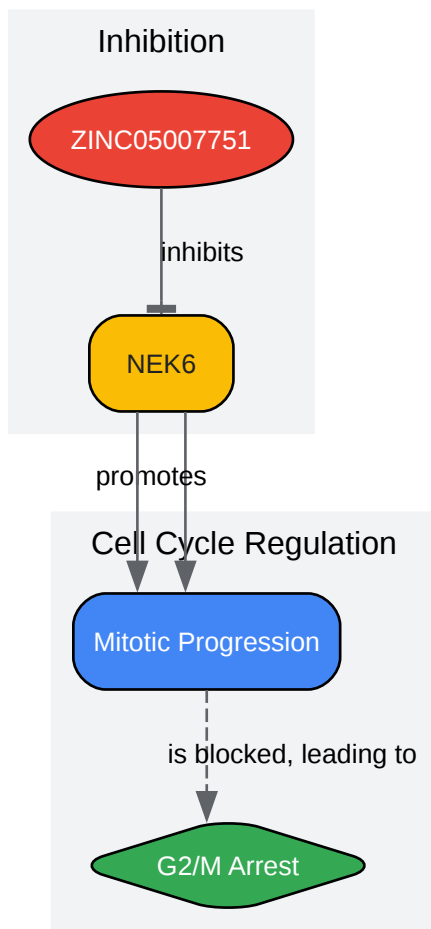 Inhibition
ZINC05007751
inhibits
NEK6
promotes
Cell Cycle Regulation
Mitotic Progression
is blocked, leading to
G2/M Arrest